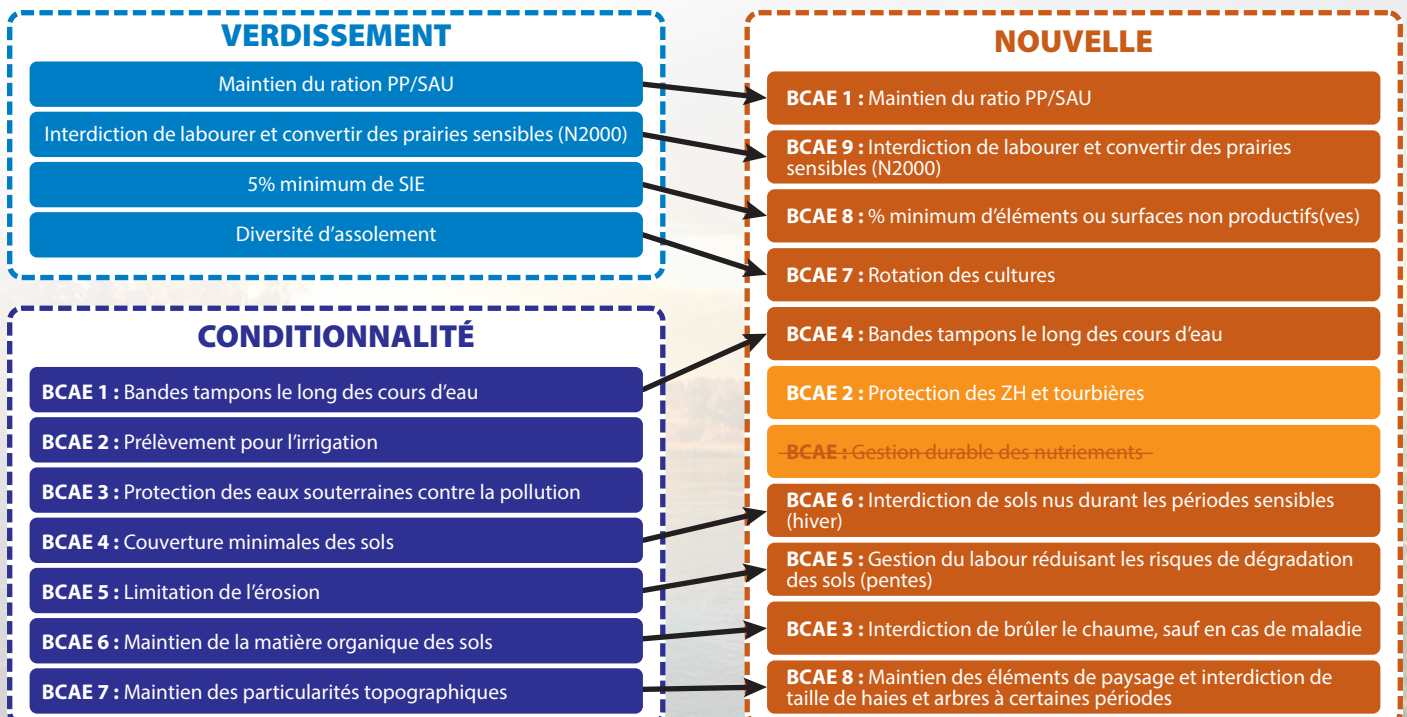 VERDISSEMENT
Maintien du ration PP/SAU
Interdiction de labourer et convertir des prairies sensibles (N2000)
5% minimum de SIE
Diversité d'assolement
CONDITIONNALITÉ
BCAE 1 : Bandes tampons le long des cours d'eau
BCAE 2 : Prélèvement pour l'irrigation
BCAE 3 : Protection des eaux souterraines contre la pollution
BCAE 4 : Couverture minimales des sols
BCAE 5 : Limitation de l'érosion
BCAE 6 : Maintien de la matière organique des sols
BCAE 7 : Maintien des particularités topographiques
NOUVELLE
BCAE 1 : Maintien du ratio PP/SAU
BCAE 9 : Interdiction de labourer et convertir des prairies
sensibles (N2000)
BCAE 8 : % minimum d'éléments ou surfaces non productifs(ves)
BCAE 7 : Rotation des cultures
BCAE 4 : Bandes tampons le long des cours d'eau
BCAE 2 : Protection des ZH et tourbières
BCAE : Gestion durable des nutriements
BCAE 6 : Interdiction de sols nus durant les périodes sensibles
(hiver)
BCAE 5 : Gestion du labour réduisant les risques de dégradation
des sols (pentes)
BCAE 3 : Interdiction de brûler le chaume, sauf en cas de maladie
BCAE 8 : Maintien des éléments de paysage et interdiction de
taille de haies et arbres à certaines périodes